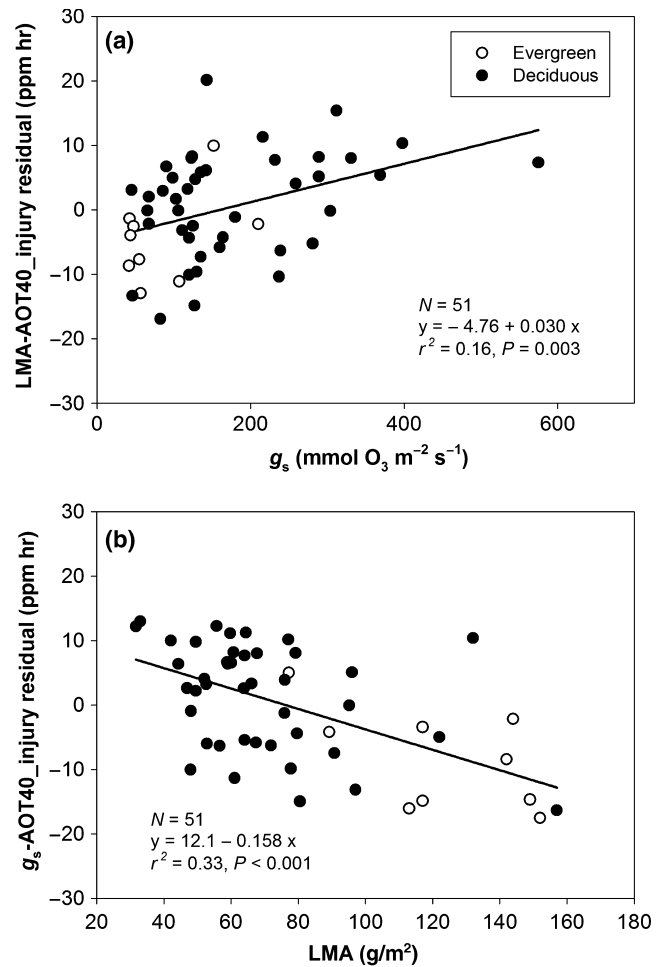 (a)
Evergreen
Deciduous
LMA-AOT40_injury residual (ppm hr)
30
20
10
0
–10
–20
–30
N = 51
y = – 4.76 + 0.030 x
r² = 0.16, P = 0.003
0 200 400 600
gₛ (mmol O₃ m⁻² s⁻¹)
(b)
gₛ-AOT40_injury residual (ppm hr)
30
20
10
0
–10
–20
–30
N = 51
y = 12.1 – 0.158 x
r² = 0.33, P < 0.001
20 40 60 80 100 120 140 160 180
LMA (g/m²)